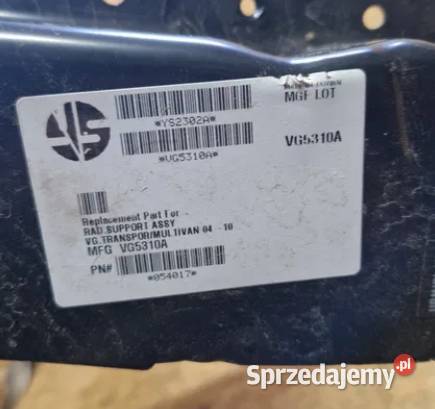 YS
MGF LOT
*YS2302A*
VG5310A
*VG5310A*
Replacement Part For
RAD.SUPPORT ASSY
VG.TRANSPOR/MULTIVAN 04 - 10
MFG VG5310A
PN#
*054017*
Sprzedajemy.pl